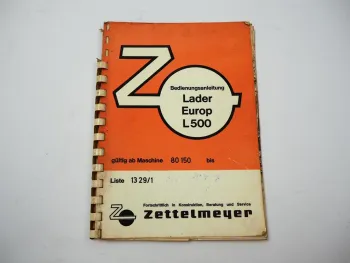 Bedienungsanleitung
Lader
Europ
L500
gültig ab Maschine 80 150 bis
Liste 13 29/1
Fortschrittlich in Konstruktion, Beratung und Service
Zettelmeyer